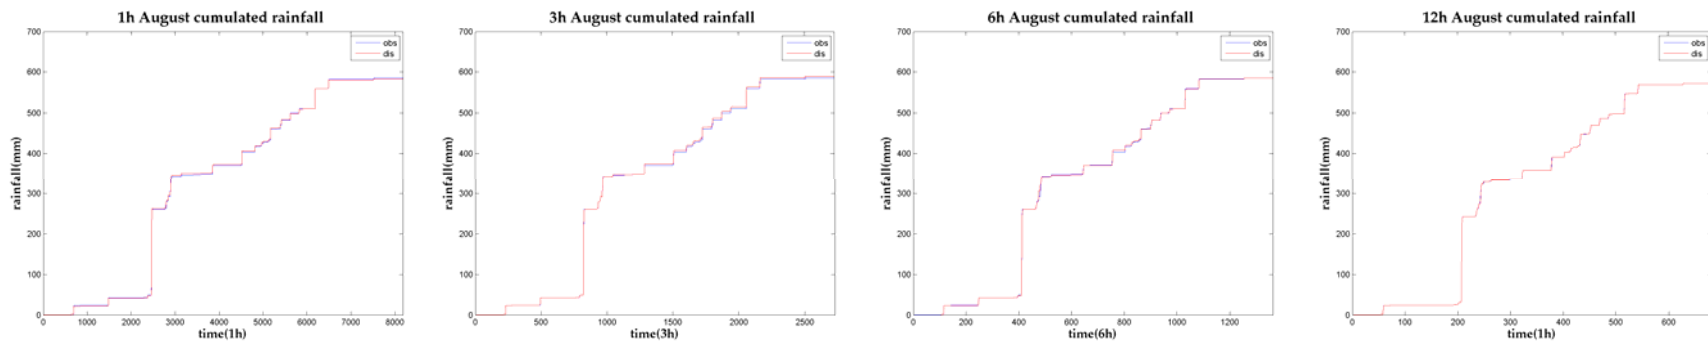 1h August cumulated rainfall
700
600
500
400
300
200
100
0
rainfall(mm)
obs
dis
0 1000 2000 3000 4000 5000 6000 7000 8000
time(1h)
3h August cumulated rainfall
700
600
500
400
300
200
100
0
rainfall(mm)
obs
dis
0 500 1000 1500 2000 2500
time(3h)
6h August cumulated rainfall
700
600
500
400
300
200
100
0
rainfall(mm)
obs
dis
0 200 400 600 800 1000 1200
time(6h)
12h August cumulated rainfall
700
600
500
400
300
200
100
0
rainfall(mm)
obs
dis
0 100 200 300 400 500 600
time(1h)